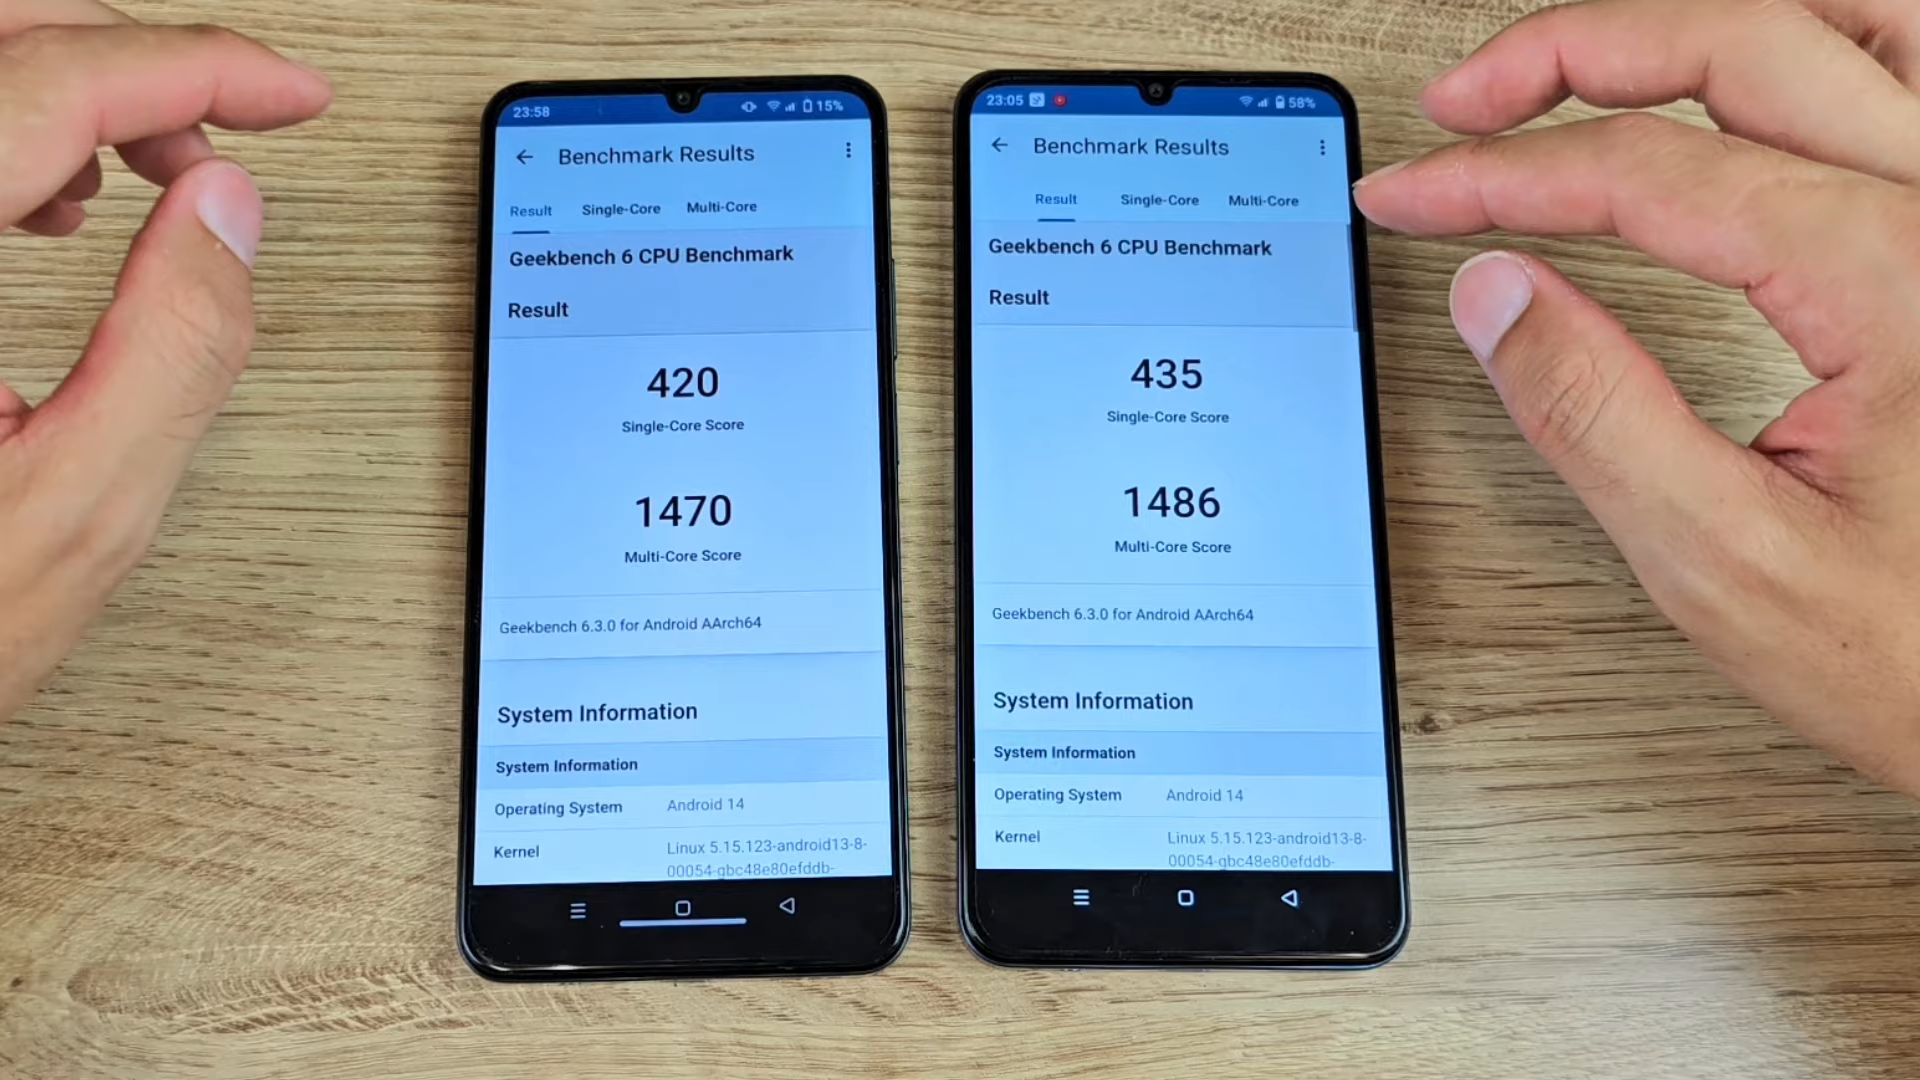 23:58 15%
Benchmark Results
Result Single-Core Multi-Core
Geekbench 6 CPU Benchmark
Result
420
Single-Core Score
1470
Multi-Core Score
Geekbench 6.3.0 for Android AArch64
System Information
System Information
Operating System Android 14
Kernel Linux 5.15.123-android13-8-
00054-gbc48e80efddb-
23:05 58%
Benchmark Results
Result Single-Core Multi-Core
Geekbench 6 CPU Benchmark
Result
435
Single-Core Score
1486
Multi-Core Score
Geekbench 6.3.0 for Android AArch64
System Information
System Information
Operating System Android 14
Kernel Linux 5.15.123-android13-8-
00054-gbc48e80efddb-